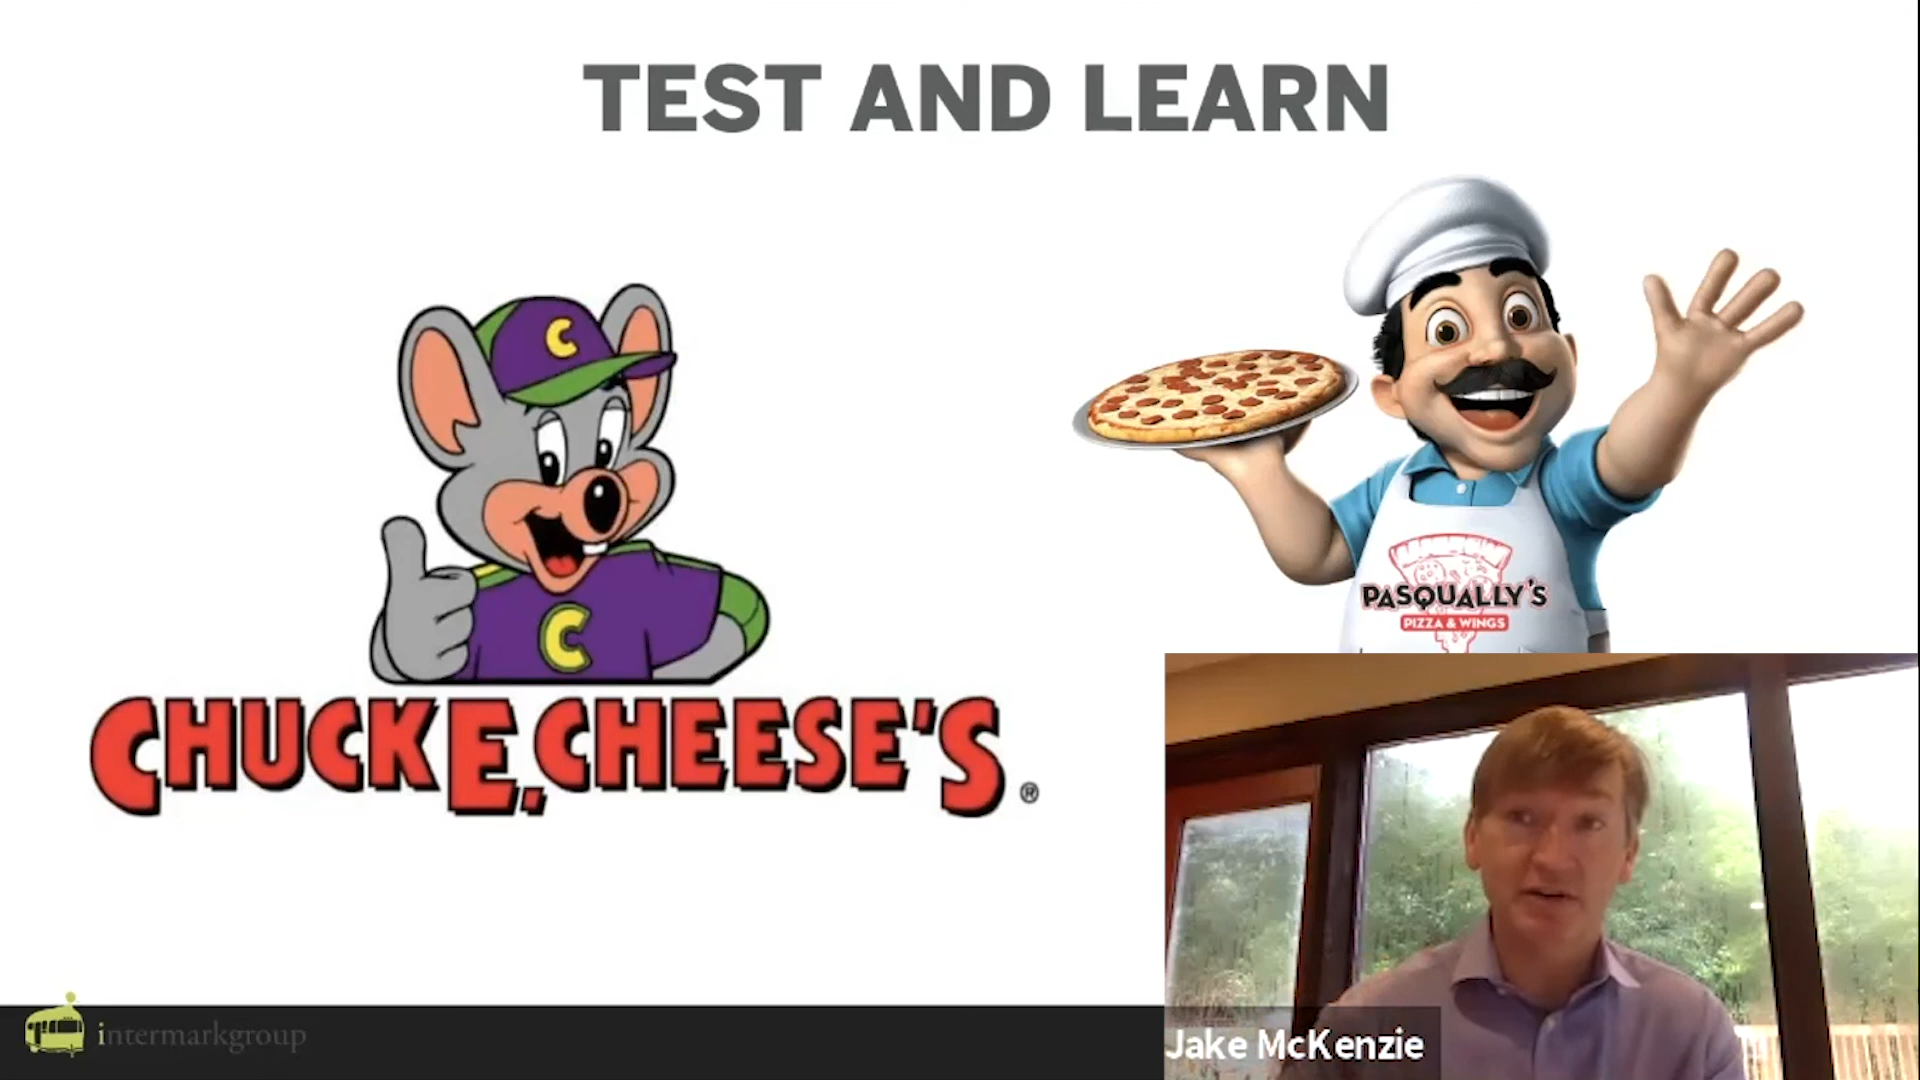 TEST AND LEARN
C
C
CHUCK E. CHEESE'S ®
PASQUALLY'S
PIZZA & WINGS
intermarkgroup
Jake McKenzie